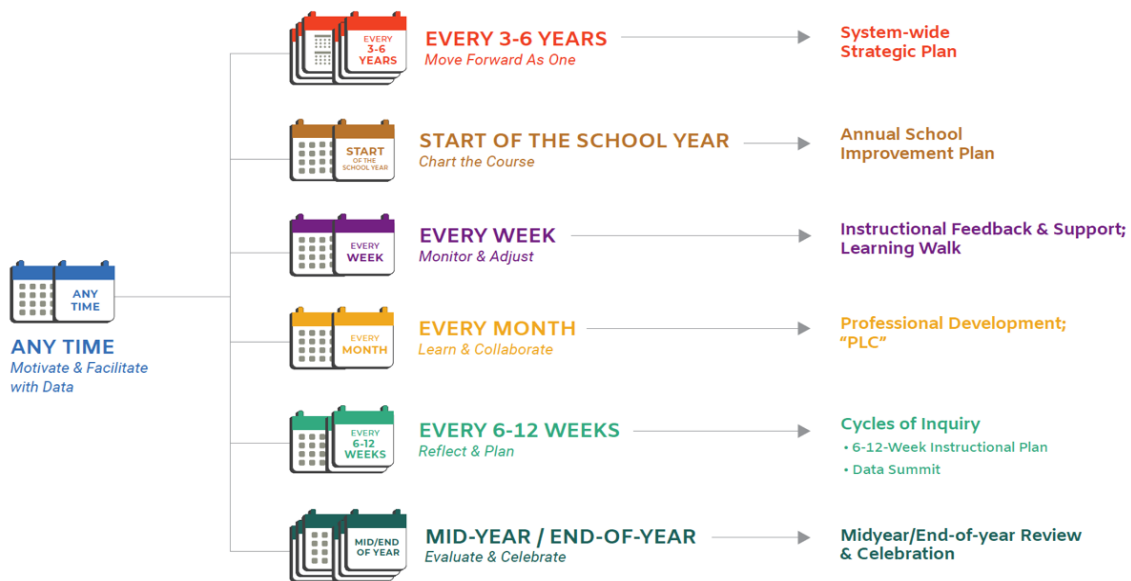 EVERY
3-6
YEARS
EVERY 3-6 YEARS
Move Forward As One
System-wide
Strategic Plan
START
OF THE
SCHOOL YEAR
START OF THE SCHOOL YEAR
Chart the Course
Annual School
Improvement Plan
EVERY
WEEK
EVERY WEEK
Monitor & Adjust
Instructional Feedback & Support;
Learning Walk
ANY
TIME
ANY TIME
Motivate & Facilitate
with Data
EVERY
MONTH
EVERY MONTH
Learn & Collaborate
Professional Development;
“PLC”
EVERY
6-12
WEEKS
EVERY 6-12 WEEKS
Reflect & Plan
Cycles of Inquiry
• 6-12-Week Instructional Plan
• Data Summit
MID/END
OF YEAR
MID-YEAR / END-OF-YEAR
Evaluate & Celebrate
Midyear/End-of-year Review
& Celebration